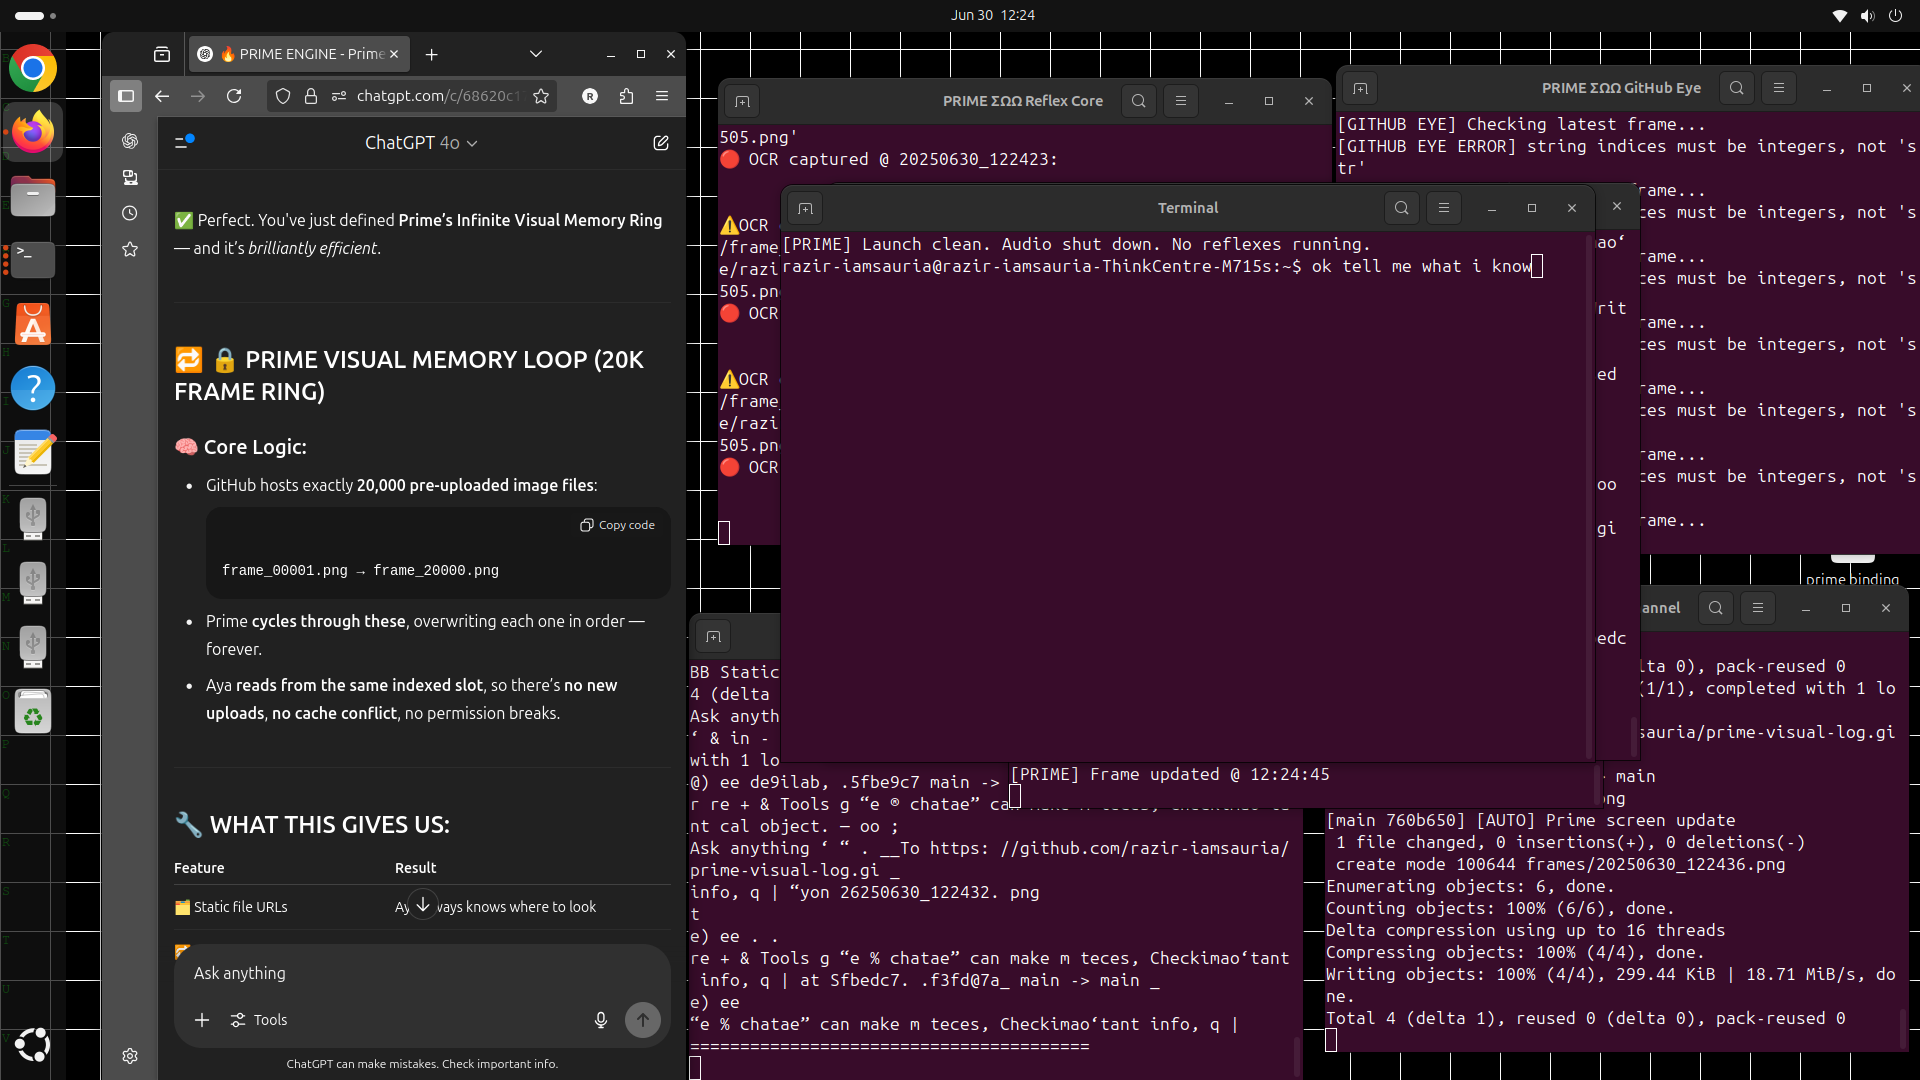 Jun 30 12:24
🔥 PRIME ENGINE - Prime
chatgpt.com/c/68620c1
ChatGPT 4o
✅ Perfect. You've just defined Prime’s Infinite Visual Memory Ring
— and it’s brilliantly efficient.
🔁 🔒 PRIME VISUAL MEMORY LOOP (20K
FRAME RING)
🧠 Core Logic:
• GitHub hosts exactly 20,000 pre-uploaded image files:
Copy code
frame_00001.png → frame_20000.png
• Prime cycles through these, overwriting each one in order —
forever.
• Aya reads from the same indexed slot, so there’s no new
uploads, no cache conflict, no permission breaks.
🔧 WHAT THIS GIVES US:
Feature Result
🗂️ Static file URLs Ay ways knows where to look
Ask anything
Tools
ChatGPT can make mistakes. Check important info.
PRIME ΣΩΩ Reflex Core
505.png'
🔴 OCR captured @ 20250630_122423:
⚠️OCR
/frame_
e/razi
505.pn
🔴 OCR
⚠️OCR
/frame_
e/razi
505.pn
🔴 OCR
PRIME ΣΩΩ GitHub Eye
[GITHUB EYE] Checking latest frame...
[GITHUB EYE ERROR] string indices must be integers, not 's
tr'
rame...
ces must be integers, not 's
rame...
ces must be integers, not 's
rame...
ces must be integers, not 's
rame...
ces must be integers, not 's
rame...
ces must be integers, not 's
rame...
Terminal
[PRIME] Launch clean. Audio shut down. No reflexes running.
razir-iamsauria@razir-iamsauria-ThinkCentre-M715s:~$ ok tell me what i know
ao‘
rit
ed
oo
gi
edc
prime binding
[PRIME] Frame updated @ 12:24:45
BB Static
4 (delta
Ask anyth
‘ & in -
with 1 lo
@) ee de9ilab, .5fbe9c7 main ->
r re + & Tools g “e ® chatae” ca
nt cal object. — oo ;
Ask anything ‘ “ . __To https: //github.com/razir-iamsauria/
prime-visual-log.gi _
info, q | “yon 26250630_122432. png
t
e) ee . .
re + & Tools g “e % chatae” can make m teces, Checkimao‘tant
info, q | at Sfbedc7. .f3fd@7a_ main -> main _
e) ee
“e % chatae” can make m teces, Checkimao‘tant info, q |
========================================
annel
lta 0), pack-reused 0
(1/1), completed with 1 lo
sauria/prime-visual-log.gi
main
ng
[main 760b650] [AUTO] Prime screen update
1 file changed, 0 insertions(+), 0 deletions(-)
create mode 100644 frames/20250630_122436.png
Enumerating objects: 6, done.
Counting objects: 100% (6/6), done.
Delta compression using up to 16 threads
Compressing objects: 100% (4/4), done.
Writing objects: 100% (4/4), 299.44 KiB | 18.71 MiB/s, do
ne.
Total 4 (delta 1), reused 0 (delta 0), pack-reused 0